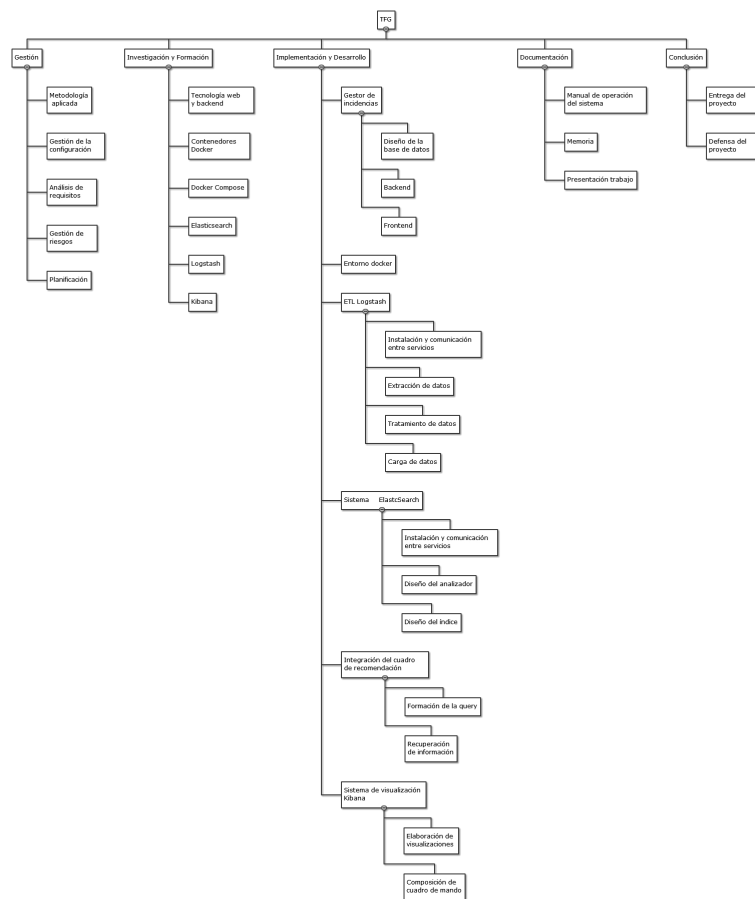 TFG
Gestión
Metodología
aplicada
Gestión de la
configuración
Análisis de
requisitos
Gestión de
riesgos
Planificación
Investigación y Formación
Tecnología web
y backend
Contenedores
Docker
Docker Compose
Elasticsearch
Logstash
Kibana
Implementación y Desarrollo
Gestor de
incidencias
Diseño de la
base de datos
Backend
Frontend
Entorno docker
ETL Logstash
Instalación y comunicación
entre servicios
Extracción de datos
Tratamiento de datos
Carga de datos
Sistema ElastcSearch
Instalación y comunicación
entre servicios
Diseño del analizador
Diseño del índice
Integración del cuadro
de recomendación
Formación de la query
Recuperación
de información
Sistema de visualización
Kibana
Elaboración de
visualizaciones
Composición de
cuadro de mando
Documentación
Manual de operación
del sistema
Memoria
Presentación trabajo
Conclusión
Entrega del
proyecto
Defensa del
proyecto